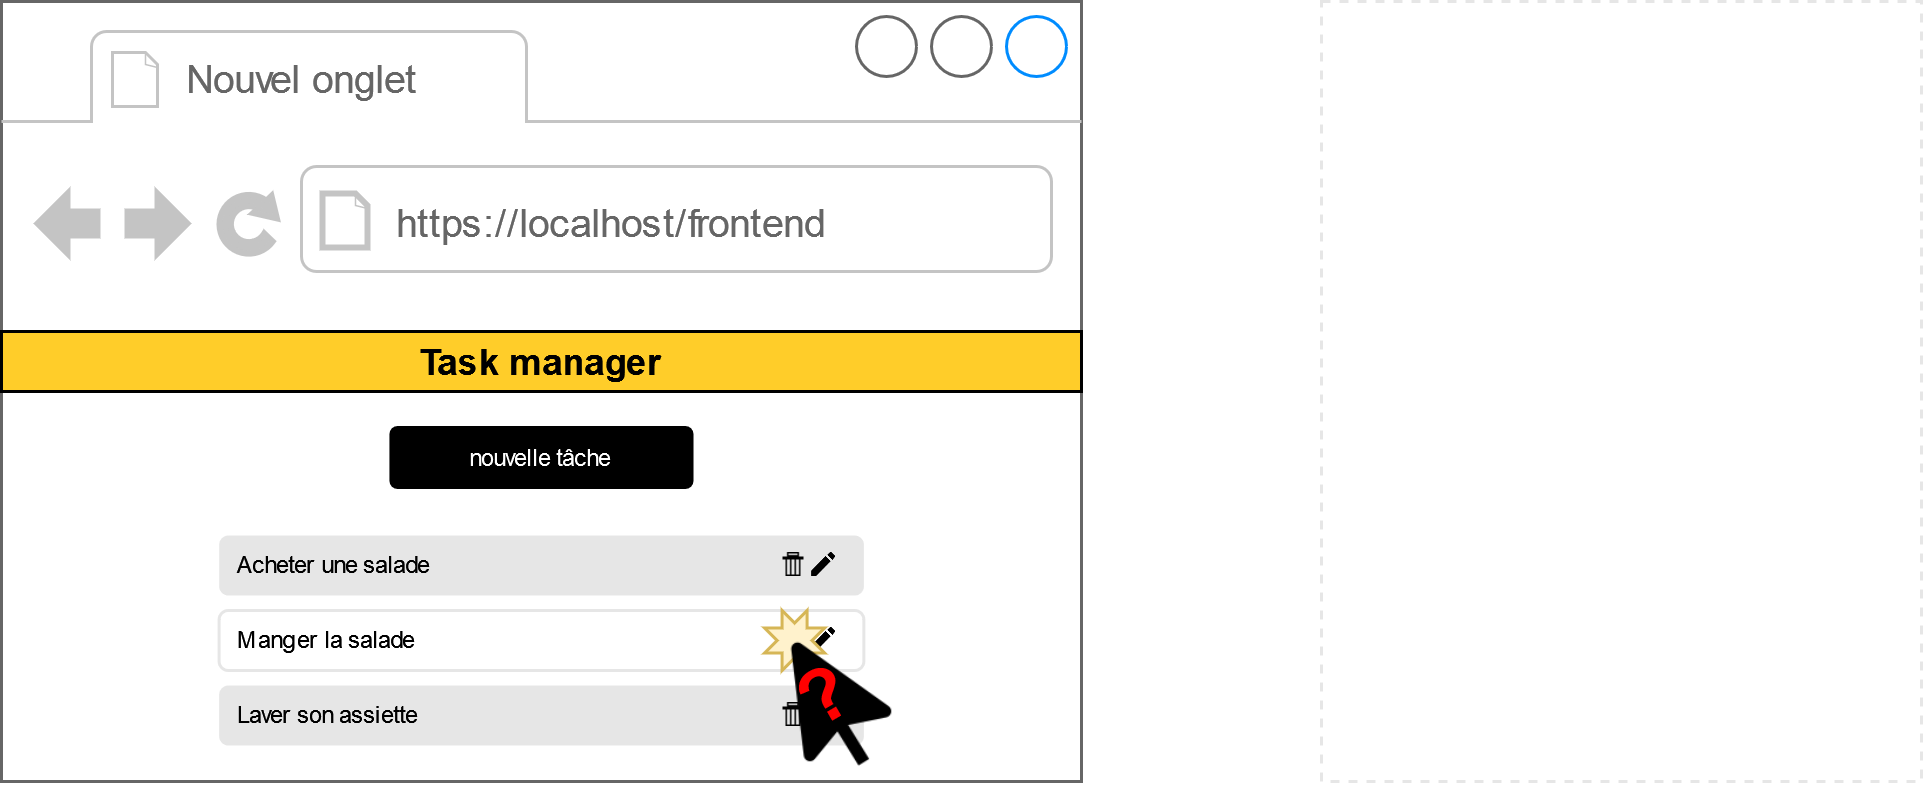 Nouvel onglet
https://localhost/frontend
Task manager
nouvelle tâche
Acheter une salade
Manger la salade
Laver son assiette
?